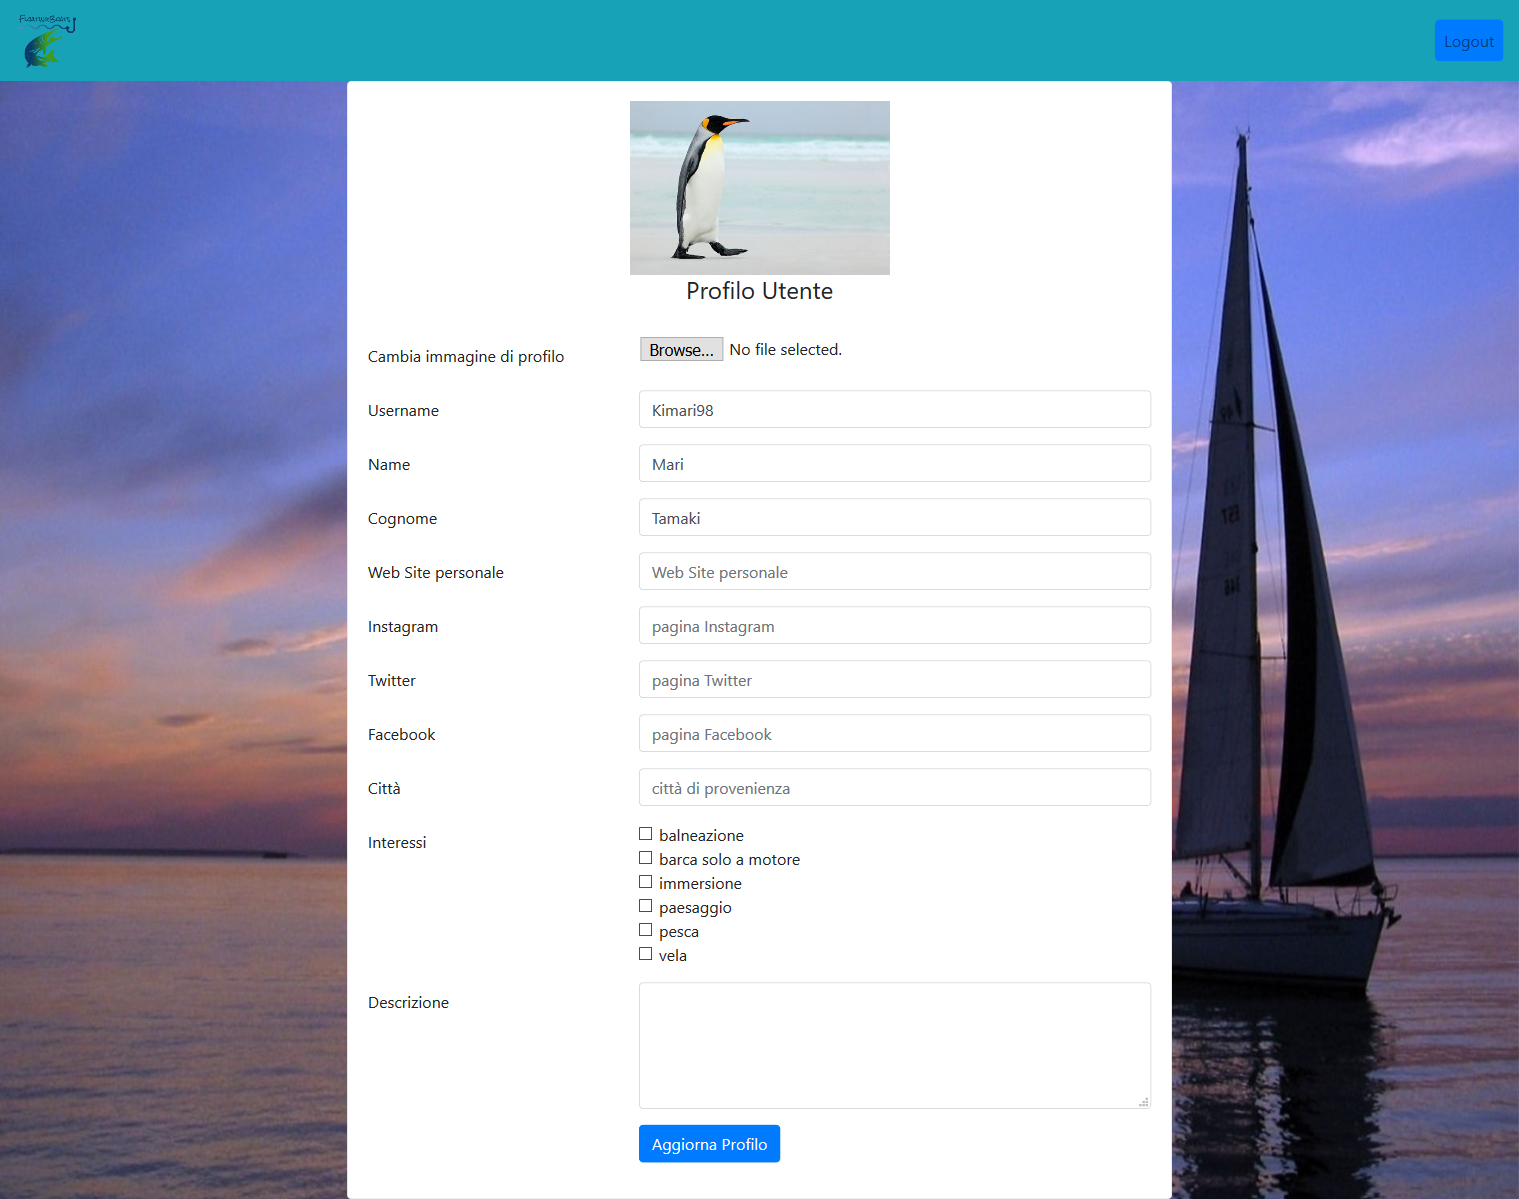 FloatingBoats
Logout
Profilo Utente
Cambia immagine di profilo
Browse... No file selected.
Username
Kimari98
Name
Mari
Cognome
Tamaki
Web Site personale
Web Site personale
Instagram
pagina Instagram
Twitter
pagina Twitter
Facebook
pagina Facebook
Città
città di provenienza
Interessi
balneazione
barca solo a motore
immersione
paesaggio
pesca
vela
Descrizione
Aggiorna Profilo